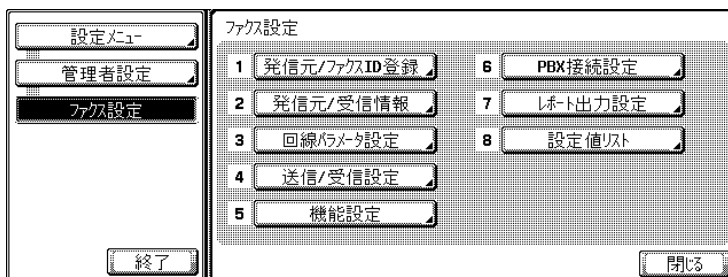 設定メニュー
管理者設定
ファクス設定
終了
ファクス設定
1 発信元/ファクスID登録
2 発信元/受信情報
3 回線パラメータ設定
4 送信/受信設定
5 機能設定
6 PBX接続設定
7 レポート出力設定
8 設定値リスト
閉じる